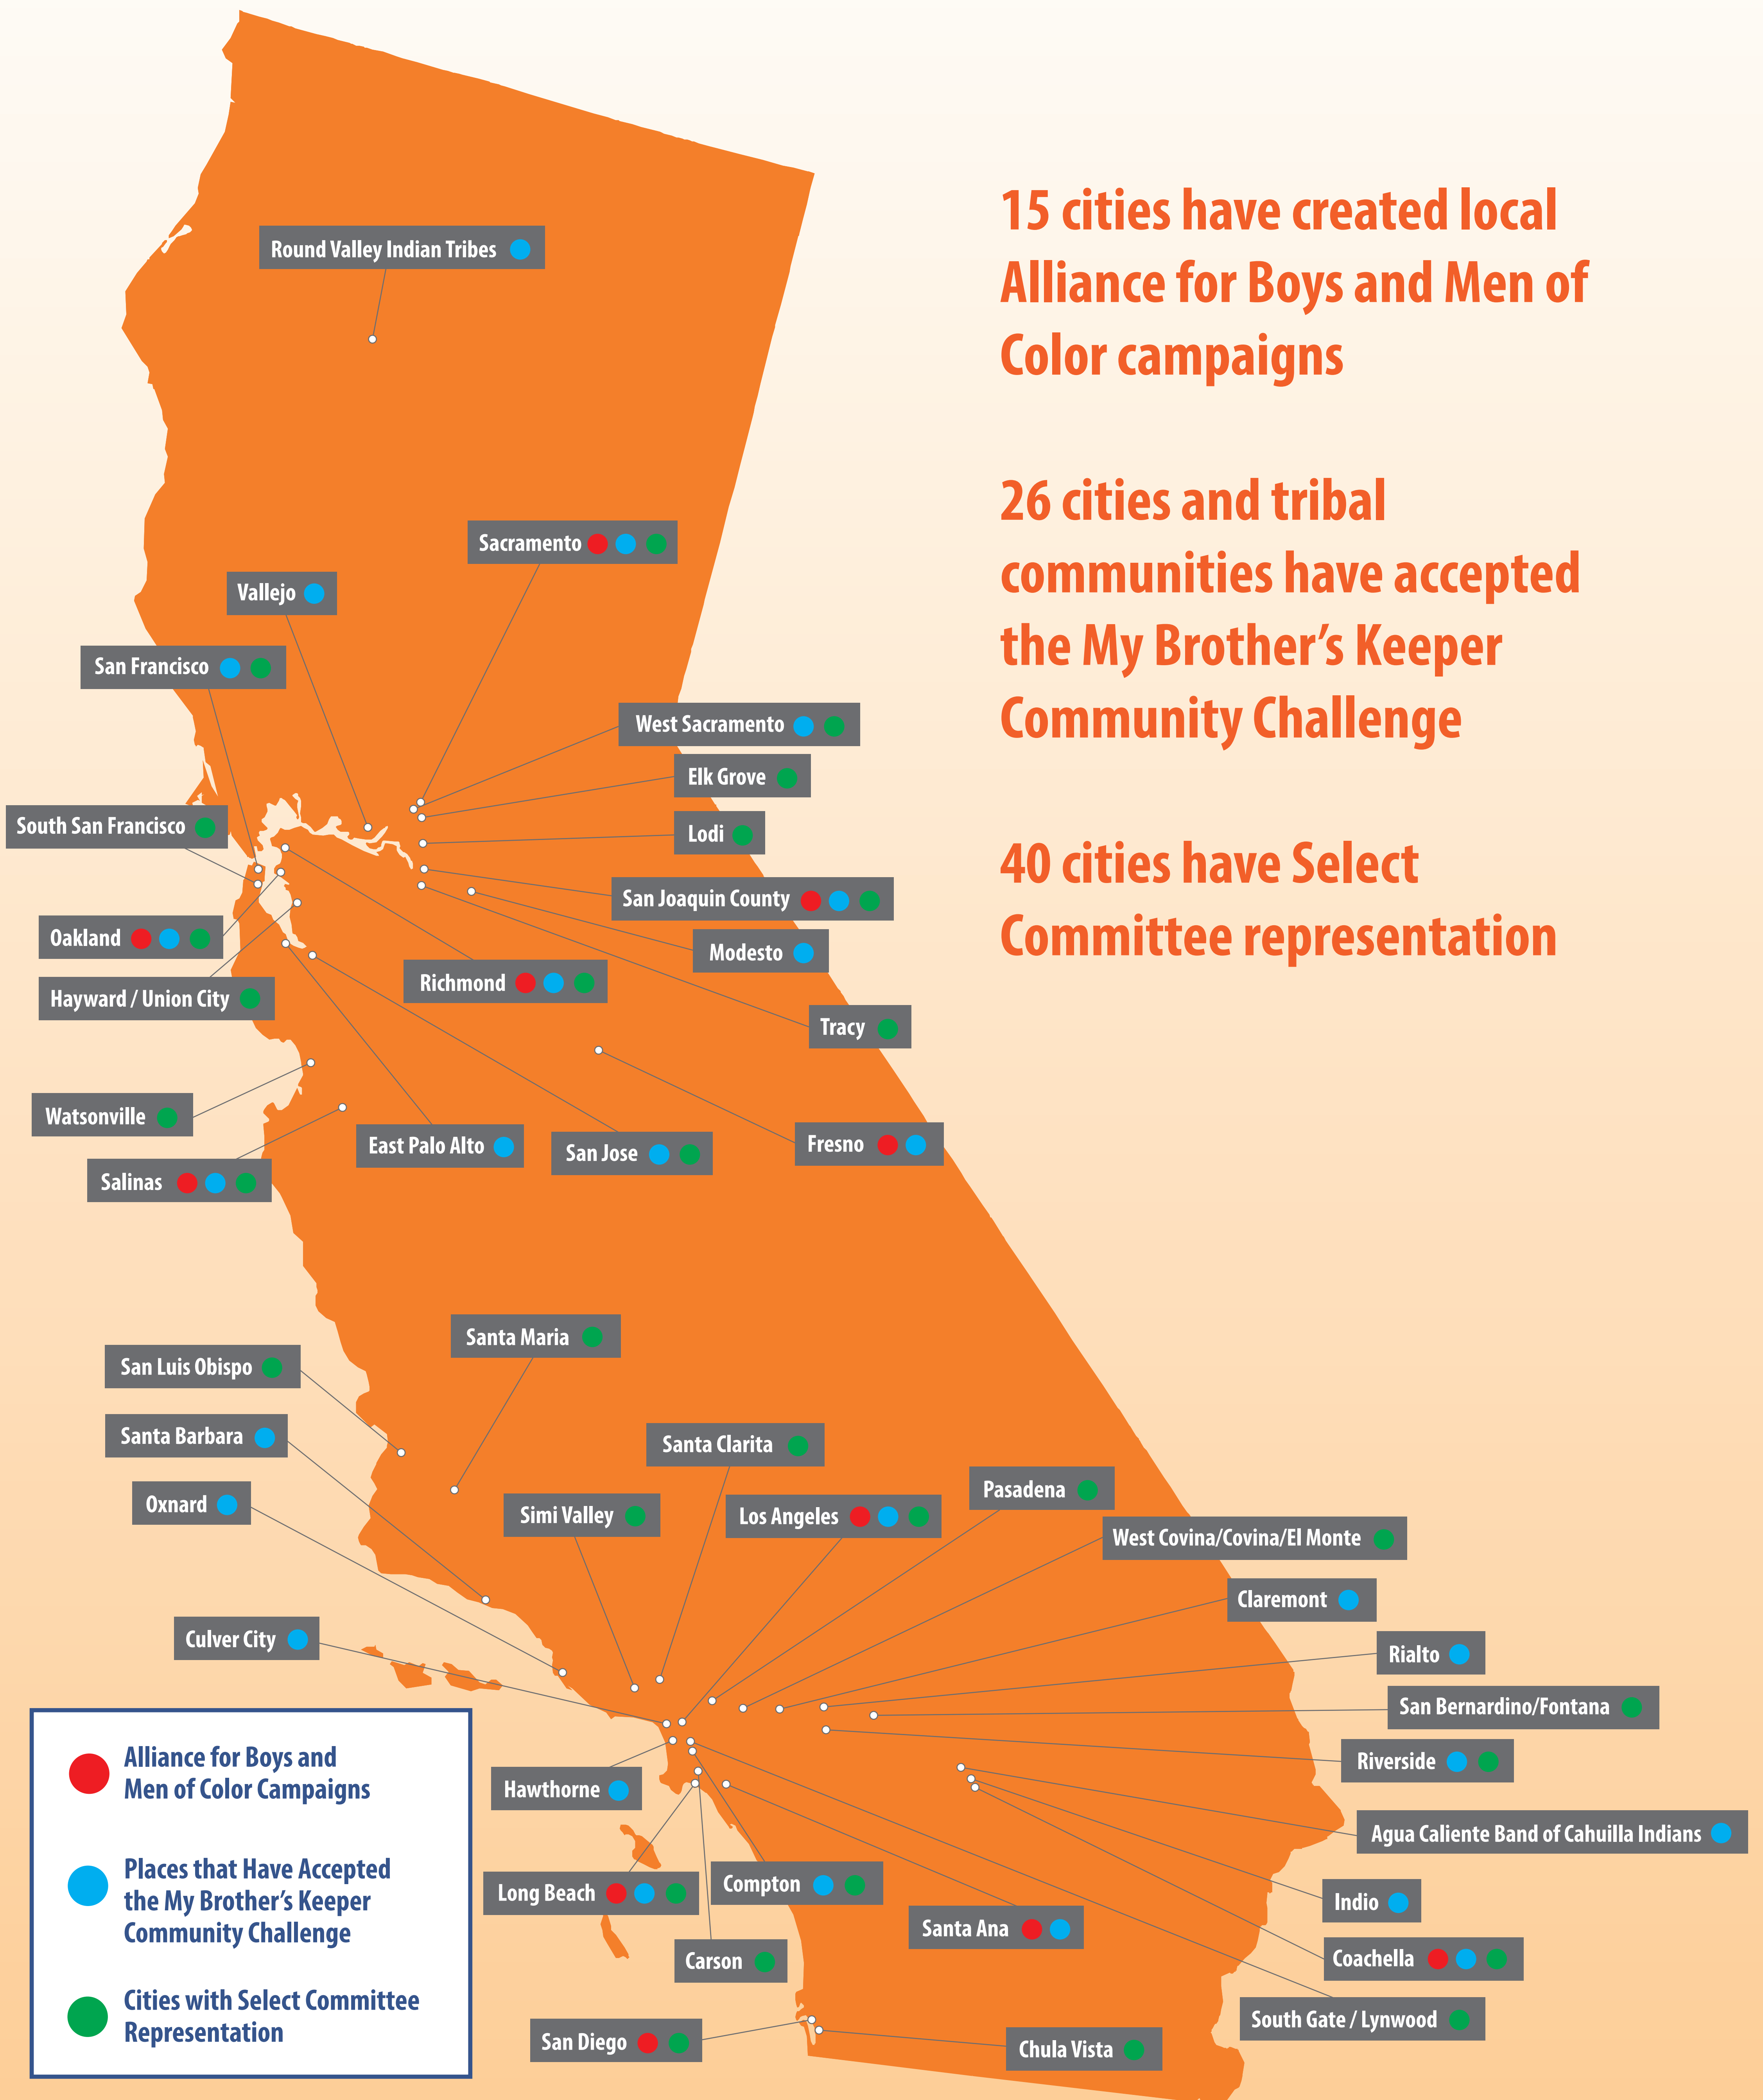 15 cities have created local
Alliance for Boys and Men of
Color campaigns
26 cities and tribal
communities have accepted
the My Brother’s Keeper
Community Challenge
40 cities have Select
Committee representation
Round Valley Indian Tribes
Sacramento
Vallejo
San Francisco
West Sacramento
Elk Grove
South San Francisco
Lodi
San Joaquin County
Oakland
Modesto
Richmond
Hayward / Union City
Tracy
Watsonville
East Palo Alto
San Jose
Fresno
Salinas
Santa Maria
San Luis Obispo
Santa Barbara
Santa Clarita
Oxnard
Simi Valley
Los Angeles
Pasadena
West Covina/Covina/El Monte
Claremont
Culver City
Rialto
San Bernardino/Fontana
Riverside
Hawthorne
Agua Caliente Band of Cahuilla Indians
Long Beach
Compton
Indio
Santa Ana
Carson
Coachella
South Gate / Lynwood
San Diego
Chula Vista
Alliance for Boys and
Men of Color Campaigns
Places that Have Accepted
the My Brother’s Keeper
Community Challenge
Cities with Select Committee
Representation